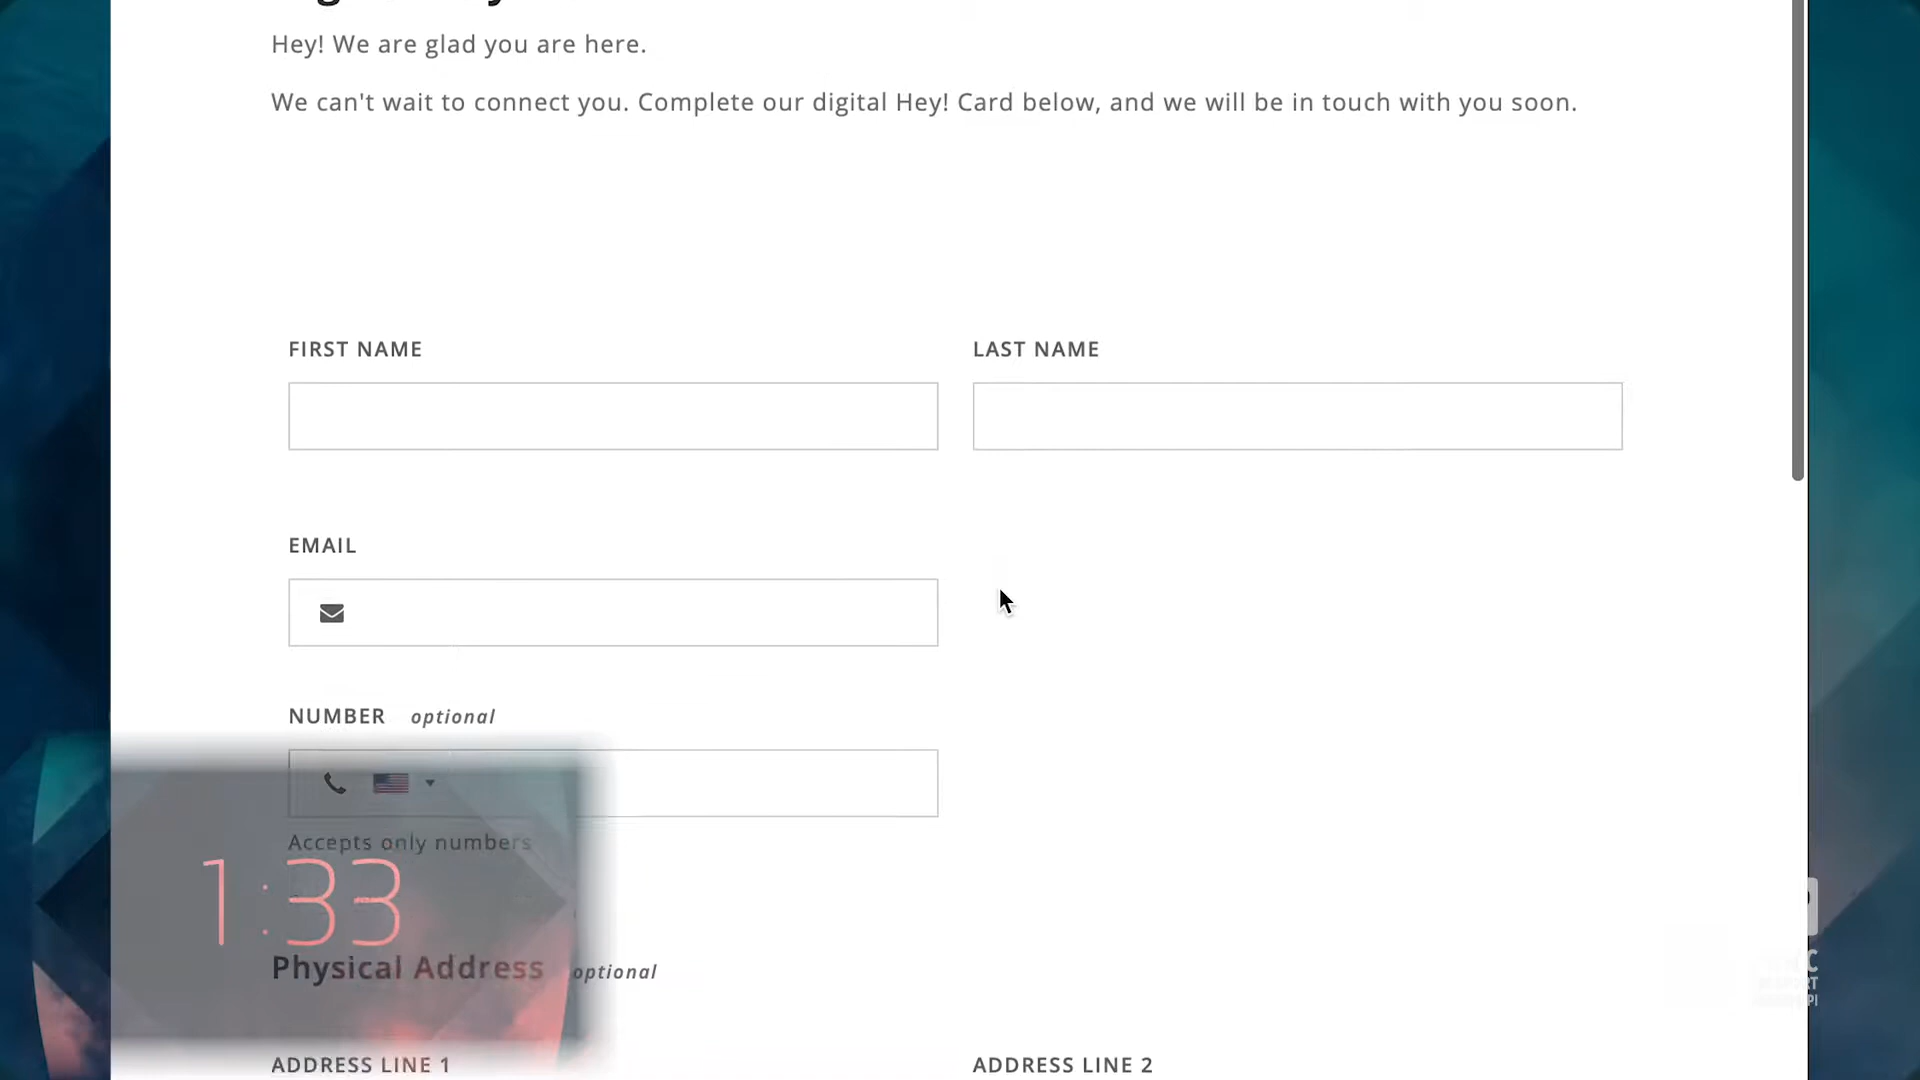 Hey! We are glad you are here.
We can't wait to connect you. Complete our digital Hey! Card below, and we will be in touch with you soon.
FIRST NAME
LAST NAME
EMAIL
NUMBER optional
Accepts only numbers
1:33
Physical Address optional
ADDRESS LINE 1
ADDRESS LINE 2